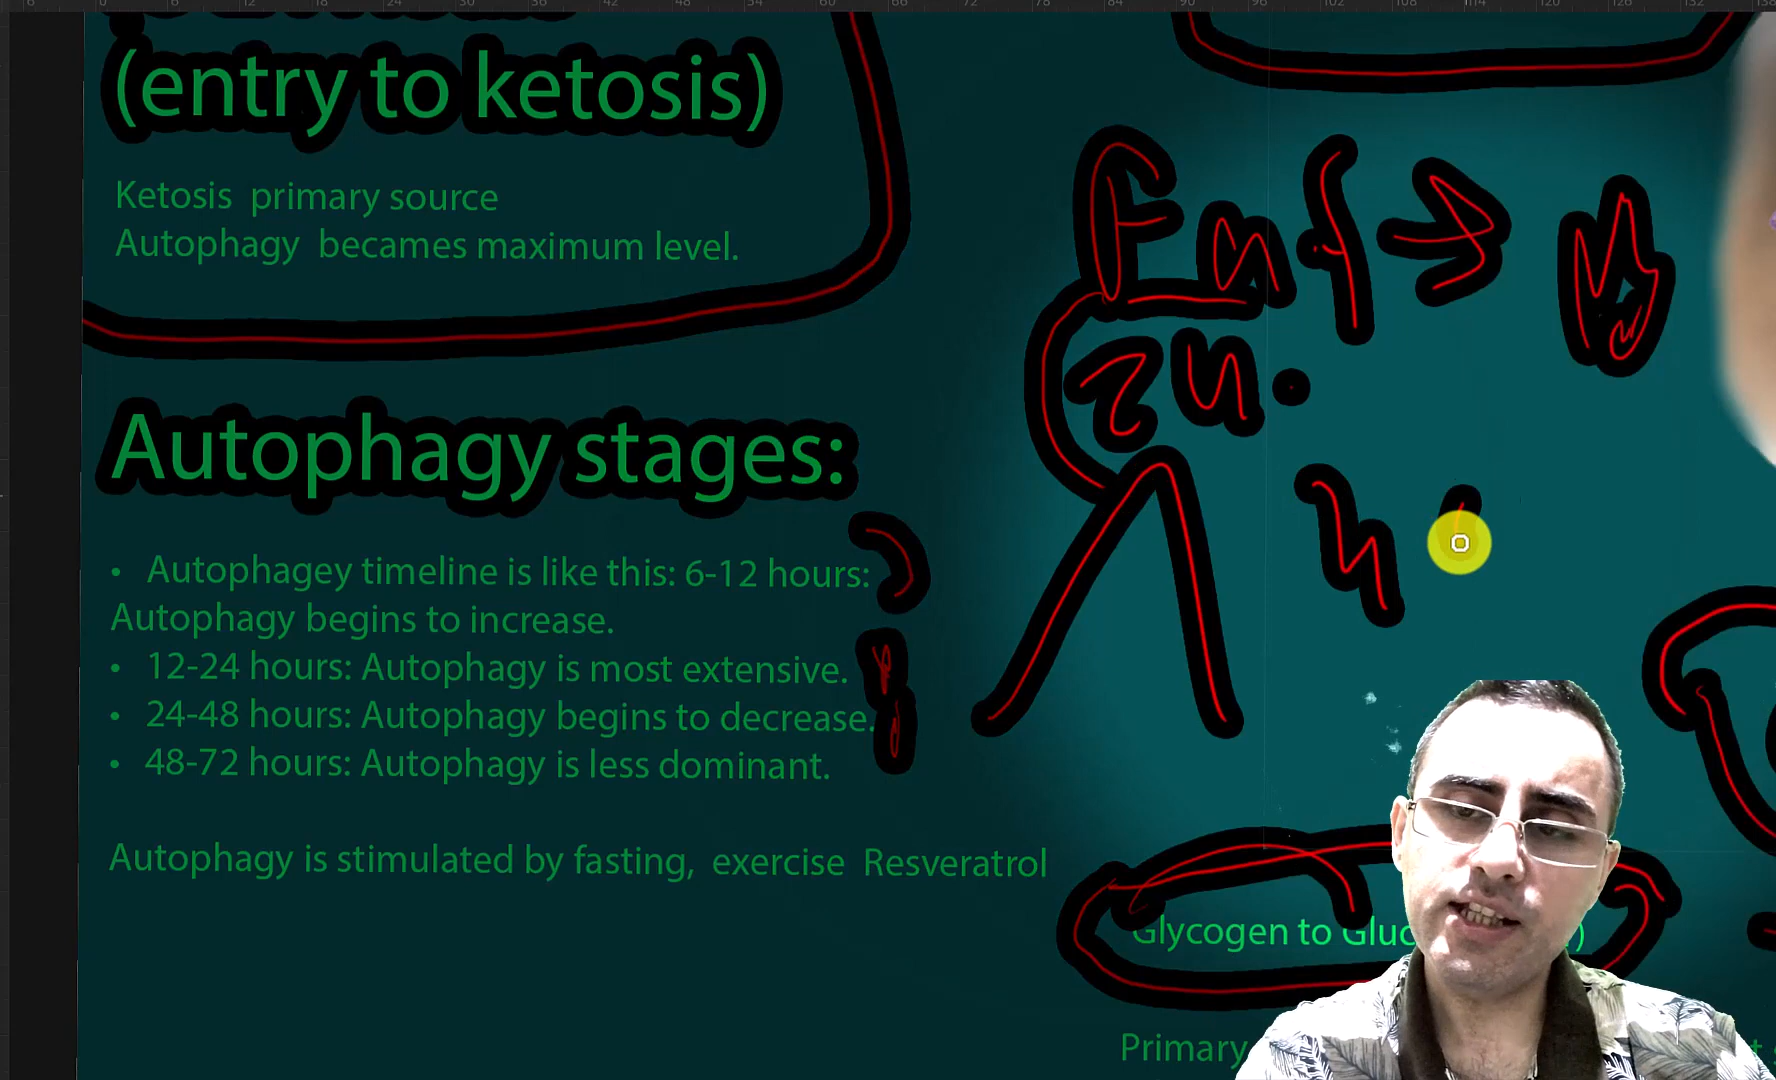 (entry to ketosis)
Ketosis primary source
Autophagy becames maximum level.
Autophagy stages:
• Autophagey timeline is like this: 6-12 hours:
Autophagy begins to increase.
• 12-24 hours: Autophagy is most extensive.
• 24-48 hours: Autophagy begins to decrease.
• 48-72 hours: Autophagy is less dominant.
Autophagy is stimulated by fasting, exercise Resveratrol
Glycogen to
Primary